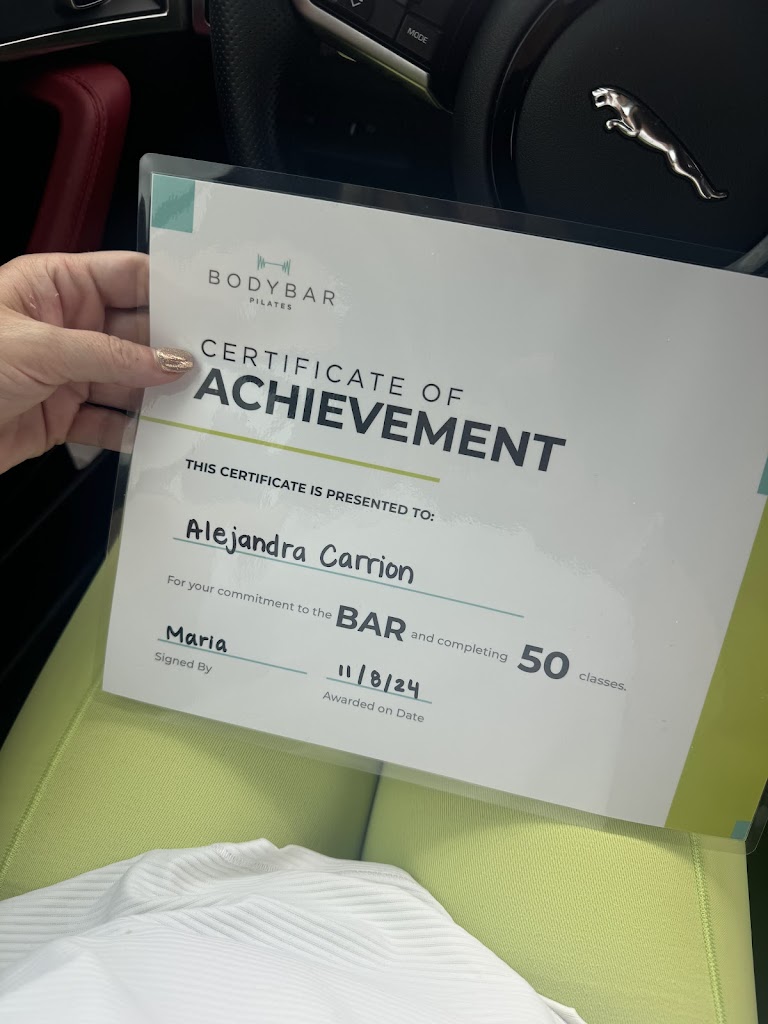 MODE
BODYBAR
PILATES
CERTIFICATE OF
ACHIEVEMENT
THIS CERTIFICATE IS PRESENTED TO:
Alejandra Carrion
For your commitment to the BAR and completing 50 classes.
Maria
Signed By
11/8/24
Awarded on Date